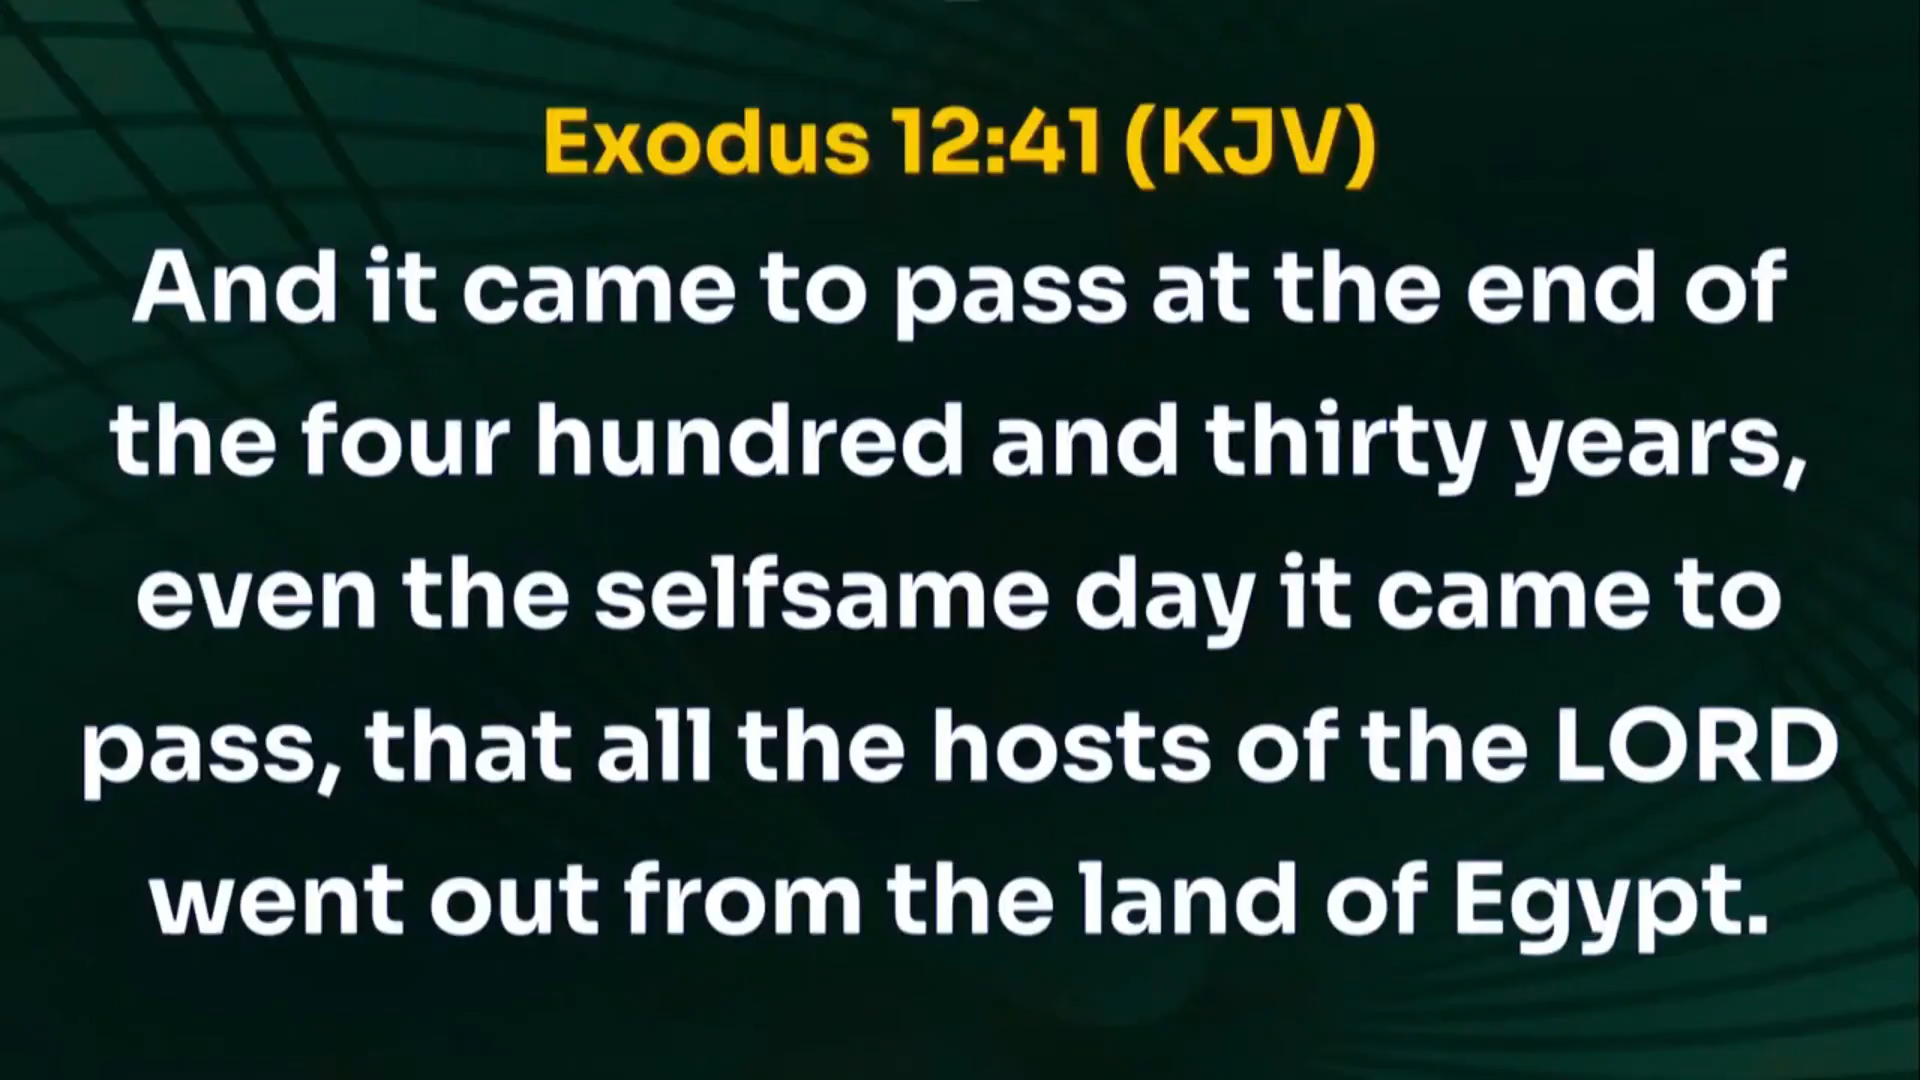 Exodus 12:41 (KJV)
And it came to pass at the end of
the four hundred and thirty years,
even the selfsame day it came to
pass, that all the hosts of the LORD
went out from the land of Egypt.